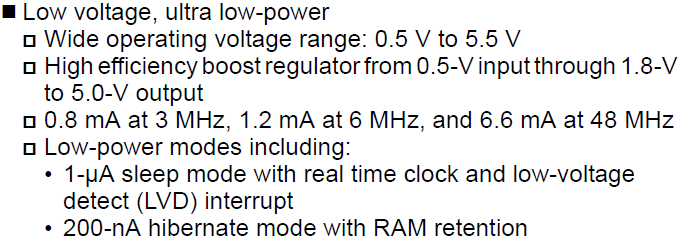 ■ Low voltage, ultra low-power
❐ Wide operating voltage range: 0.5 V to 5.5 V
❐ High efficiency boost regulator from 0.5-V input through 1.8-V
to 5.0-V output
❐ 0.8 mA at 3 MHz, 1.2 mA at 6 MHz, and 6.6 mA at 48 MHz
❐ Low-power modes including:
• 1-µA sleep mode with real time clock and low-voltage
detect (LVD) interrupt
• 200-nA hibernate mode with RAM retention